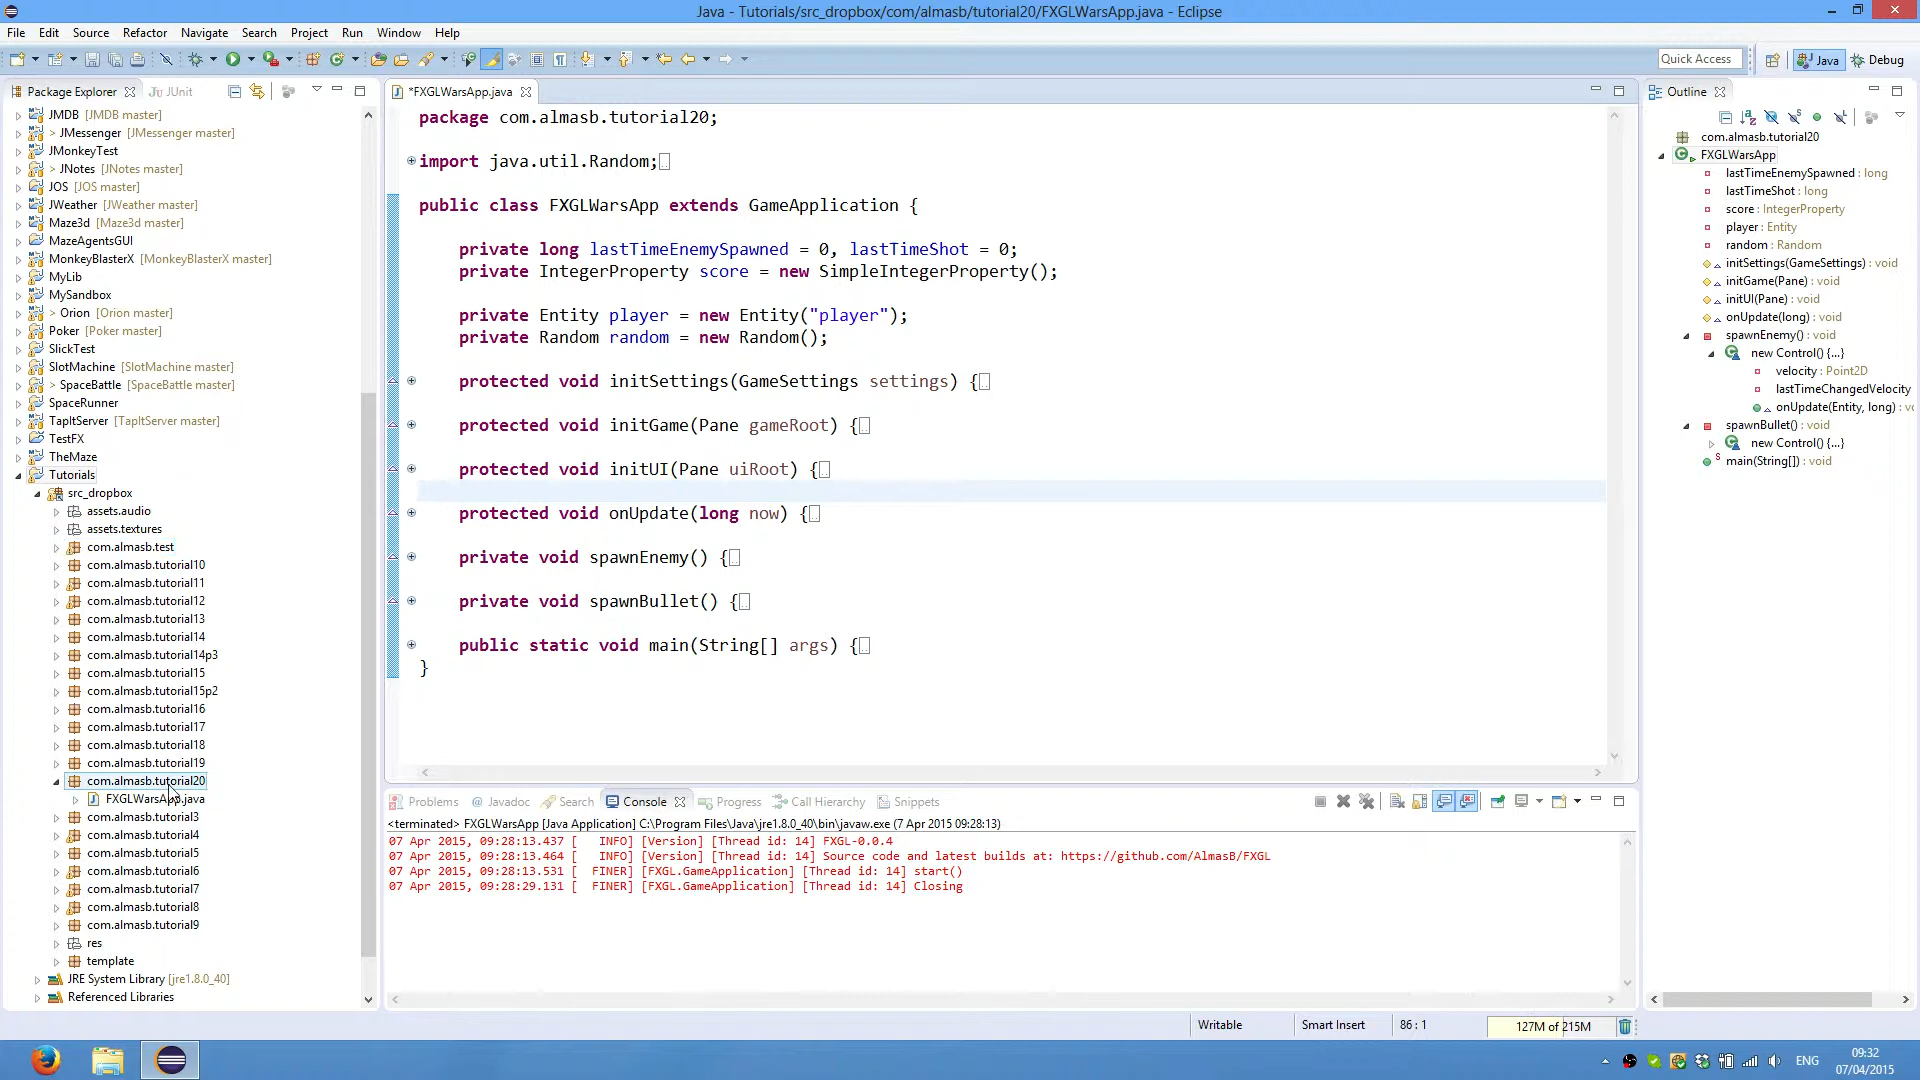 Java - Tutorials/src_dropbox/com/almasb/tutorial20/FXGLWarsApp.java - Eclipse
File Edit Source Refactor Navigate Search Project Run Window Help
Quick Access Java Debug
Package Explorer JUnit
JMDB [JMDB master]
> JMessenger [JMessenger master]
JMonkeyTest
> JNotes [JNotes master]
JOS [JOS master]
JWeather [JWeather master]
Maze3d [Maze3d master]
MazeAgentsGUI
MonkeyBlasterX [MonkeyBlasterX master]
MyLib
MySandbox
> Orion [Orion master]
Poker [Poker master]
SlickTest
SlotMachine [SlotMachine master]
> SpaceBattle [SpaceBattle master]
SpaceRunner
TapItServer [TapItServer master]
TestFX
TheMaze
Tutorials
src_dropbox
assets.audio
assets.textures
com.almasb.test
com.almasb.tutorial10
com.almasb.tutorial11
com.almasb.tutorial12
com.almasb.tutorial13
com.almasb.tutorial14
com.almasb.tutorial14p3
com.almasb.tutorial15
com.almasb.tutorial15p2
com.almasb.tutorial16
com.almasb.tutorial17
com.almasb.tutorial18
com.almasb.tutorial19
com.almasb.tutorial20
FXGLWarsApp.java
com.almasb.tutorial3
com.almasb.tutorial4
com.almasb.tutorial5
com.almasb.tutorial6
com.almasb.tutorial7
com.almasb.tutorial8
com.almasb.tutorial9
res
template
JRE System Library [jre1.8.0_40]
Referenced Libraries
*FXGLWarsApp.java
package com.almasb.tutorial20;
import java.util.Random;
public class FXGLWarsApp extends GameApplication {
private long lastTimeEnemySpawned = 0, lastTimeShot = 0;
private IntegerProperty score = new SimpleIntegerProperty();
private Entity player = new Entity("player");
private Random random = new Random();
protected void initSettings(GameSettings settings) {
protected void initGame(Pane gameRoot) {
protected void initUI(Pane uiRoot) {
protected void onUpdate(long now) {
private void spawnEnemy() {
private void spawnBullet() {
public static void main(String[] args) {
}
Problems Javadoc Search Console Progress Call Hierarchy Snippets
<terminated> FXGLWarsApp [Java Application] C:\Program Files\Java\jre1.8.0_40\bin\javaw.exe (7 Apr 2015 09:28:13)
07 Apr 2015, 09:28:13.437 [ INFO] [Version] [Thread id: 14] FXGL-0.0.4
07 Apr 2015, 09:28:13.464 [ INFO] [Version] [Thread id: 14] Source code and latest builds at: https://github.com/AlmasB/FXGL
07 Apr 2015, 09:28:13.531 [ FINER] [FXGL.GameApplication] [Thread id: 14] start()
07 Apr 2015, 09:28:29.131 [ FINER] [FXGL.GameApplication] [Thread id: 14] Closing
Outline
com.almasb.tutorial20
FXGLWarsApp
lastTimeEnemySpawned : long
lastTimeShot : long
score : IntegerProperty
player : Entity
random : Random
initSettings(GameSettings) : void
initGame(Pane) : void
initUI(Pane) : void
onUpdate(long) : void
spawnEnemy() : void
new Control() {...}
velocity : Point2D
lastTimeChangedVelocity
onUpdate(Entity, long) : v
spawnBullet() : void
new Control() {...}
main(String[]) : void
Writable Smart Insert 86 : 1 127M of 215M
ENG
09:32
07/04/2015